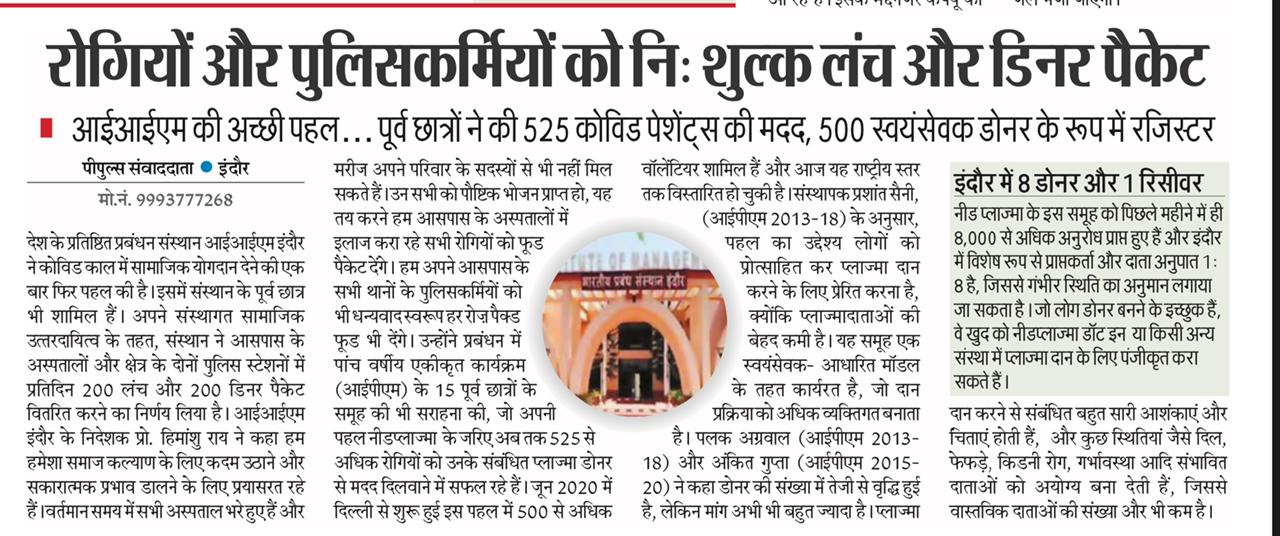 रोगियों और पुलिसकर्मियों को निः शुल्क लंच और डिनर पैकेट
आईआईएम की अच्छी पहल... पूर्व छात्रों ने की 525 कोविड पेशेंट्स की मदद, 500 स्वयंसेवक डोनर के रूप में रजिस्टर
पीपुल्स संवाददाता ● इंदौर
मो.नं. 9993777268
देश के प्रतिष्ठित प्रबंधन संस्थान आईआईएम इंदौर
ने कोविड काल में सामाजिक योगदान देने की एक
बार फिर पहल की है। इसमें संस्थान के पूर्व छात्र
भी शामिल हैं। अपने संस्थागत सामाजिक
उत्तरदायित्व के तहत, संस्थान ने आसपास के
अस्पतालों और क्षेत्र के दोनों पुलिस स्टेशनों में
प्रतिदिन 200 लंच और 200 डिनर पैकेट
वितरित करने का निर्णय लिया है। आईआईएम
इंदौर के निदेशक प्रो. हिमांशु राय ने कहा हम
हमेशा समाज कल्याण के लिए कदम उठाने और
सकारात्मक प्रभाव डालने के लिए प्रयासरत रहे
हैं। वर्तमान समय में सभी अस्पताल भरे हुए हैं और
मरीज अपने परिवार के सदस्यों से भी नहीं मिल
सकते हैं। उन सभी को पौष्टिक भोजन प्राप्त हो, यह
तय करने हम आसपास के अस्पतालों में
इलाज करा रहे सभी रोगियों को फूड
पैकेट देंगे। हम अपने आसपास के
सभी थानों के पुलिसकर्मियों को
भी धन्यवाद स्वरूप हर रोज़ पैक्ड
फूड भी देंगे। उन्होंने प्रबंधन में
पांच वर्षीय एकीकृत कार्यक्रम
(आईपीएम) के 15 पूर्व छात्रों के
समूह की भी सराहना की, जो अपनी
पहल नीडप्लाज्मा के जरिए अब तक 525 से
अधिक रोगियों को उनके संबंधित प्लाज्मा डोनर
से मदद दिलवाने में सफल रहे हैं। जून 2020 में
दिल्ली से शुरू हुई इस पहल में 500 से अधिक
वॉलेंटियर शामिल हैं और आज यह राष्ट्रीय स्तर
तक विस्तारित हो चुकी है। संस्थापक प्रशांत सैनी,
(आईपीएम 2013-18) के अनुसार,
पहल का उद्देश्य लोगों को
प्रोत्साहित कर प्लाज्मा दान
करने के लिए प्रेरित करना है,
क्योंकि प्लाज्मादाताओं की
बेहद कमी है। यह समूह एक
स्वयंसेवक- आधारित मॉडल
के तहत कार्यरत है, जो दान
प्रक्रिया को अधिक व्यक्तिगत बनाता
है। पलक अग्रवाल (आईपीएम 2013-
18) और अंकित गुप्ता (आईपीएम 2015-
20) ने कहा डोनर की संख्या में तेजी से वृद्धि हुई
है, लेकिन मांग अभी भी बहुत ज्यादा है। प्लाज्मा
भारतीय प्रबंध संस्थान इंदौर
इंदौर में 8 डोनर और 1 रिसीवर
नीड प्लाज्मा के इस समूह को पिछले महीने में ही
8,000 से अधिक अनुरोध प्राप्त हुए हैं और इंदौर
में विशेष रूप से प्राप्तकर्ता और दाता अनुपात 1:
8 है, जिससे गंभीर स्थिति का अनुमान लगाया
जा सकता है। जो लोग डोनर बनने के इच्छुक हैं,
वे खुद को नीडप्लाज्मा डॉट इन या किसी अन्य
संस्था में प्लाज्मा दान के लिए पंजीकृत करा
सकते हैं।
दान करने से संबंधित बहुत सारी आशंकाएं और
चिंताएं होती हैं, और कुछ स्थितियां जैसे दिल,
फेफड़े, किडनी रोग, गर्भावस्था आदि संभावित
दाताओं को अयोग्य बना देती हैं, जिससे
वास्तविक दाताओं की संख्या और भी कम है।